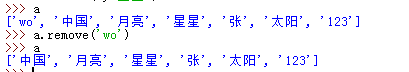 >>> a
['wo', '中国', '月亮', '星星', '张', '太阳', '123']
>>> a.remove('wo')
>>> a
['中国', '月亮', '星星', '张', '太阳', '123']